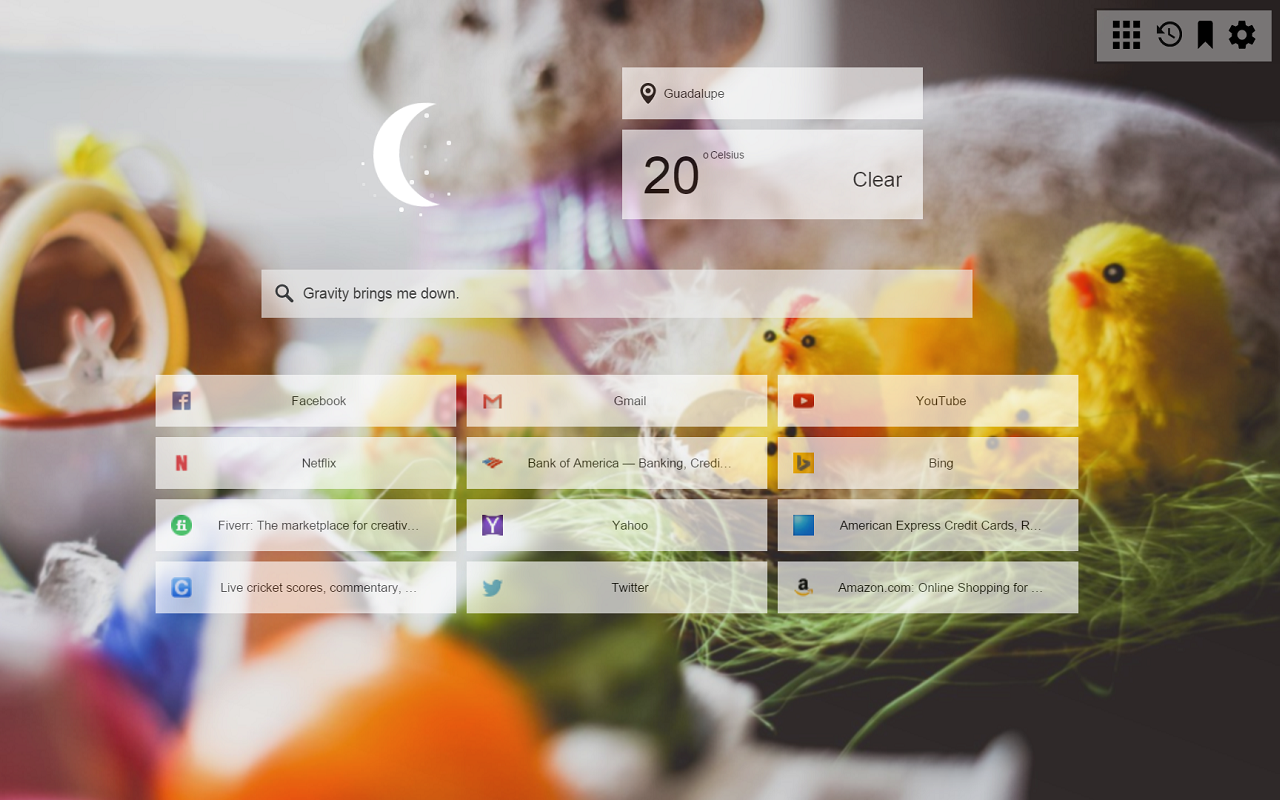 Guadalupe
20
o Celsius
Clear
Gravity brings me down.
Facebook
Gmail
YouTube
Netflix
Bank of America — Banking, Credi...
Bing
Fiverr: The marketplace for creativ...
Yahoo
American Express Credit Cards, R...
Live cricket scores, commentary, ...
Twitter
Amazon.com: Online Shopping for ...